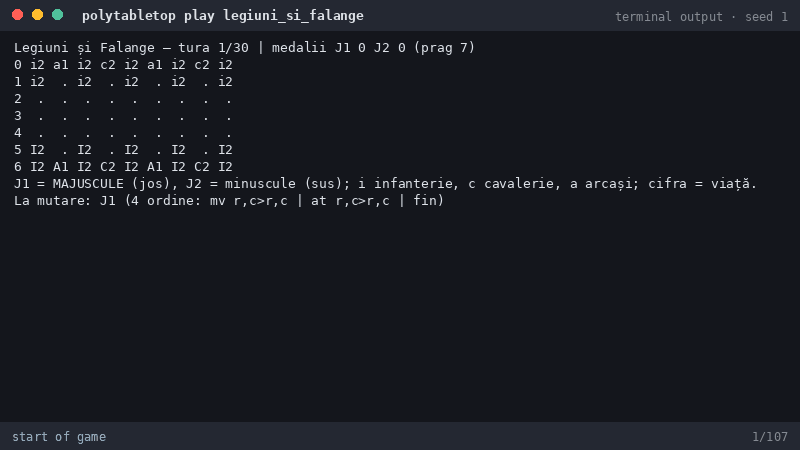 polytabletop play legiuni_si_falange
terminal output · seed 1
Legiuni și Falange — tura 1/30 | medalii J1 0 J2 0 (prag 7)
0 i2 a1 i2 c2 i2 a1 i2 c2 i2
1 i2  . i2  . i2  . i2  . i2
2  .  .  .  .  .  .  .  .  .
3  .  .  .  .  .  .  .  .  .
4  .  .  .  .  .  .  .  .  .
5 I2  . I2  . I2  . I2  . I2
6 I2 A1 I2 C2 I2 A1 I2 C2 I2
J1 = MAJUSCULE (jos), J2 = minuscule (sus); i infanterie, c cavalerie, a arcași; cifra = viață.
La mutare: J1 (4 ordine: mv r,c>r,c | at r,c>r,c | fin)
start of game
1/107